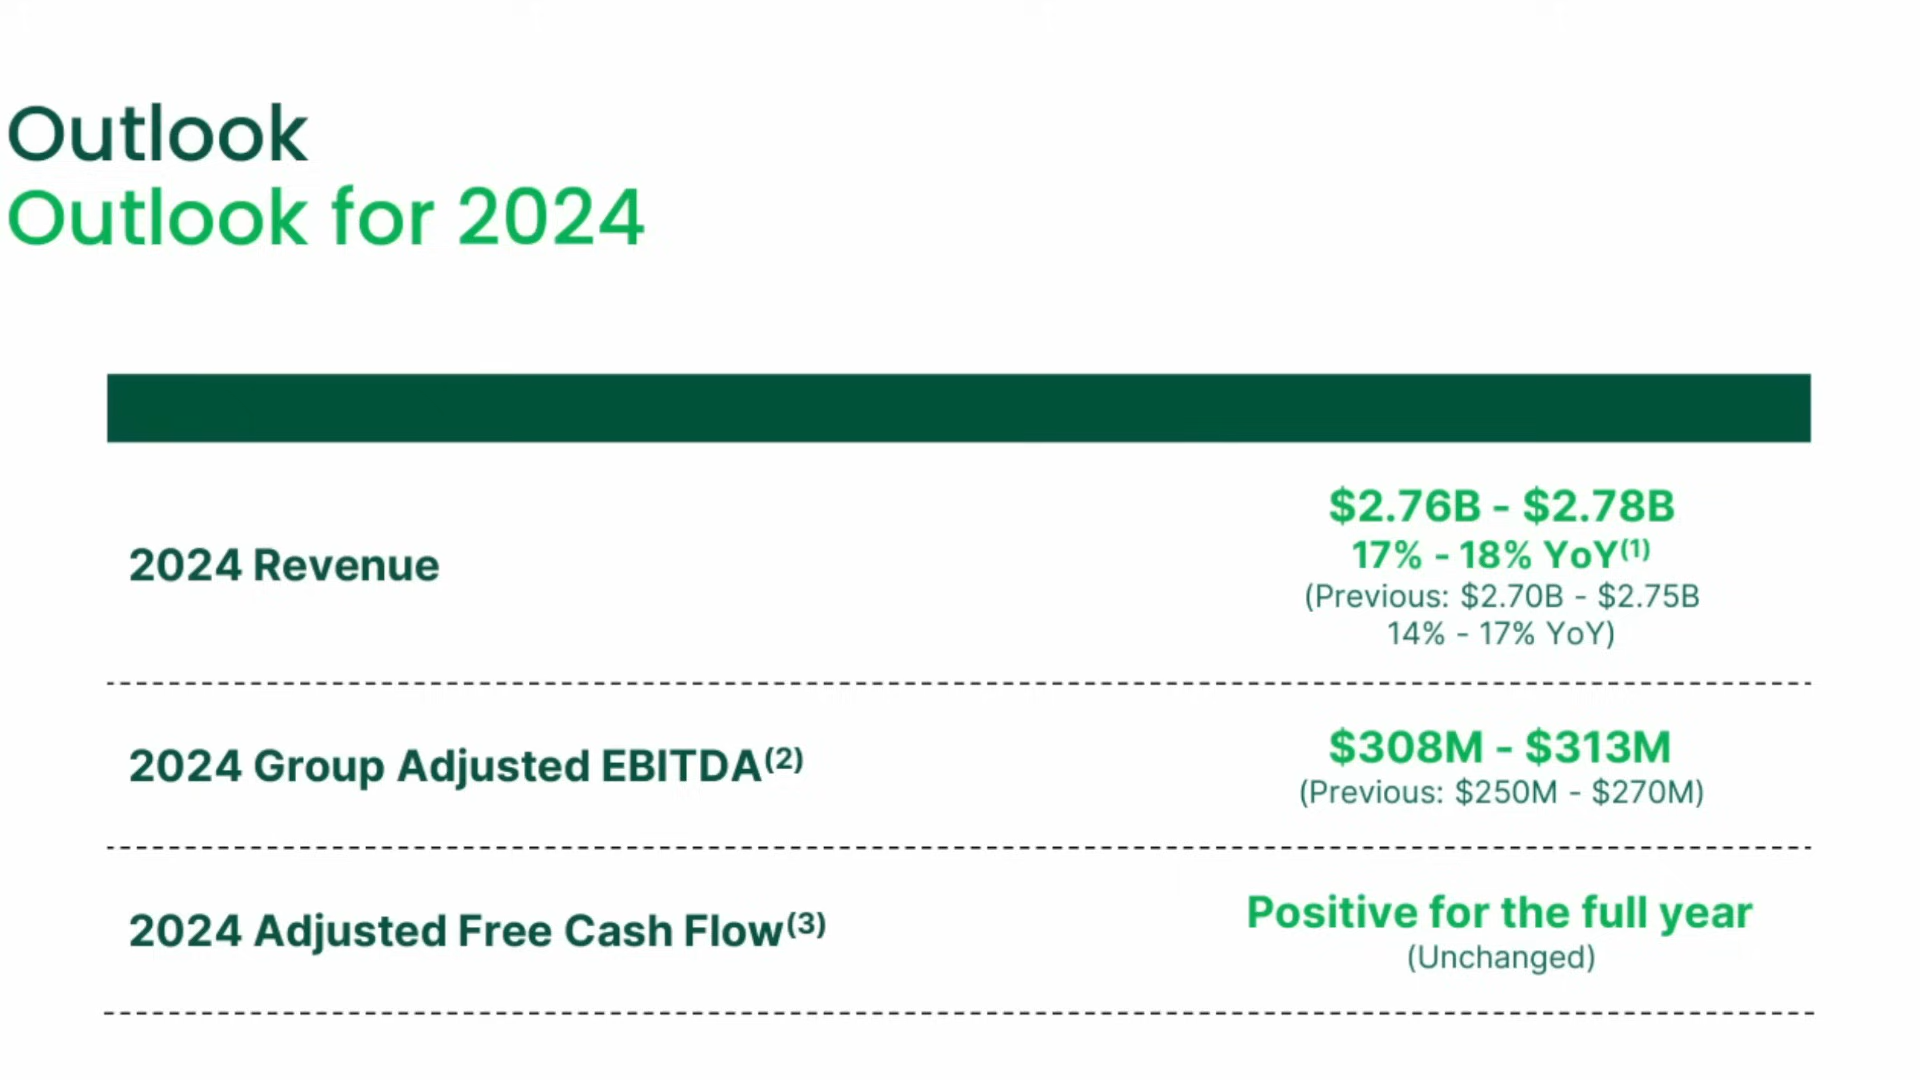 Outlook
Outlook for 2024
2024 Revenue
$2.76B - $2.78B
17% - 18% YoY(1)
(Previous: $2.70B - $2.75B
14% - 17% YoY)
2024 Group Adjusted EBITDA(2)
$308M - $313M
(Previous: $250M - $270M)
2024 Adjusted Free Cash Flow(3)
Positive for the full year
(Unchanged)